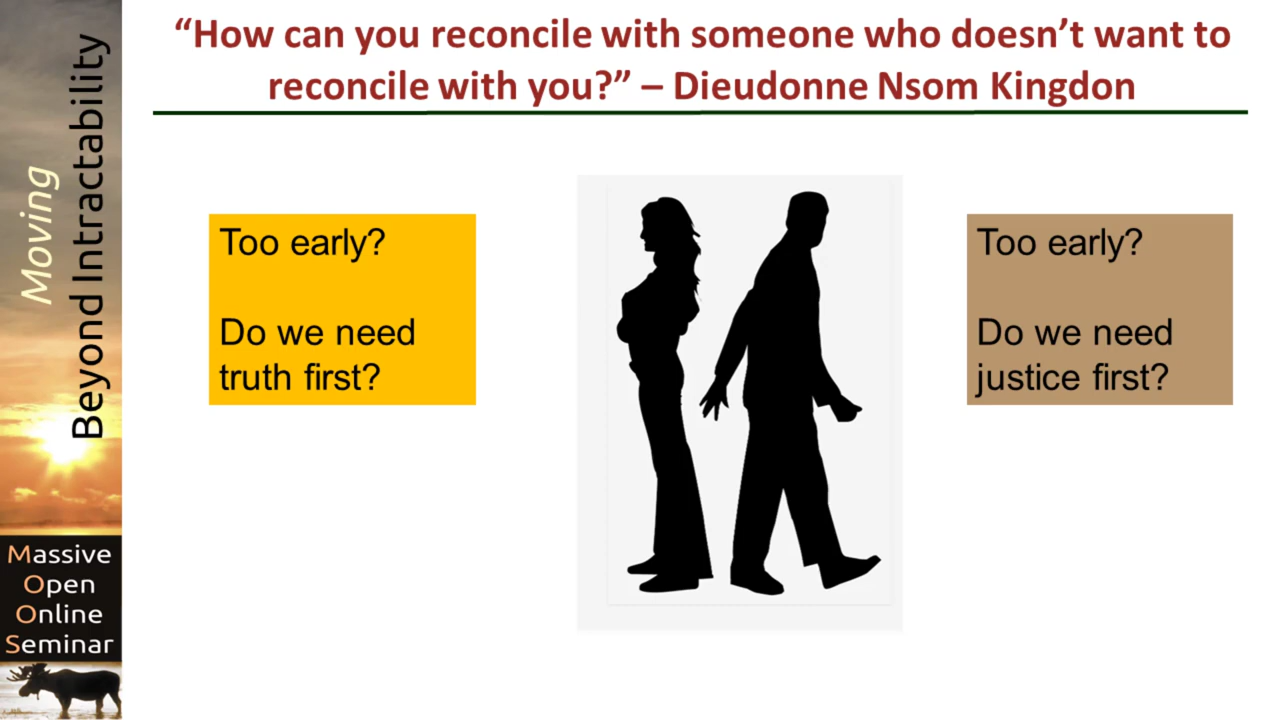 “How can you reconcile with someone who doesn’t want to
reconcile with you?” – Dieudonne Nsom Kingdon
Moving
Beyond Intractability
Too early?
Do we need
truth first?
Too early?
Do we need
justice first?
Massive
Open
Online
Seminar